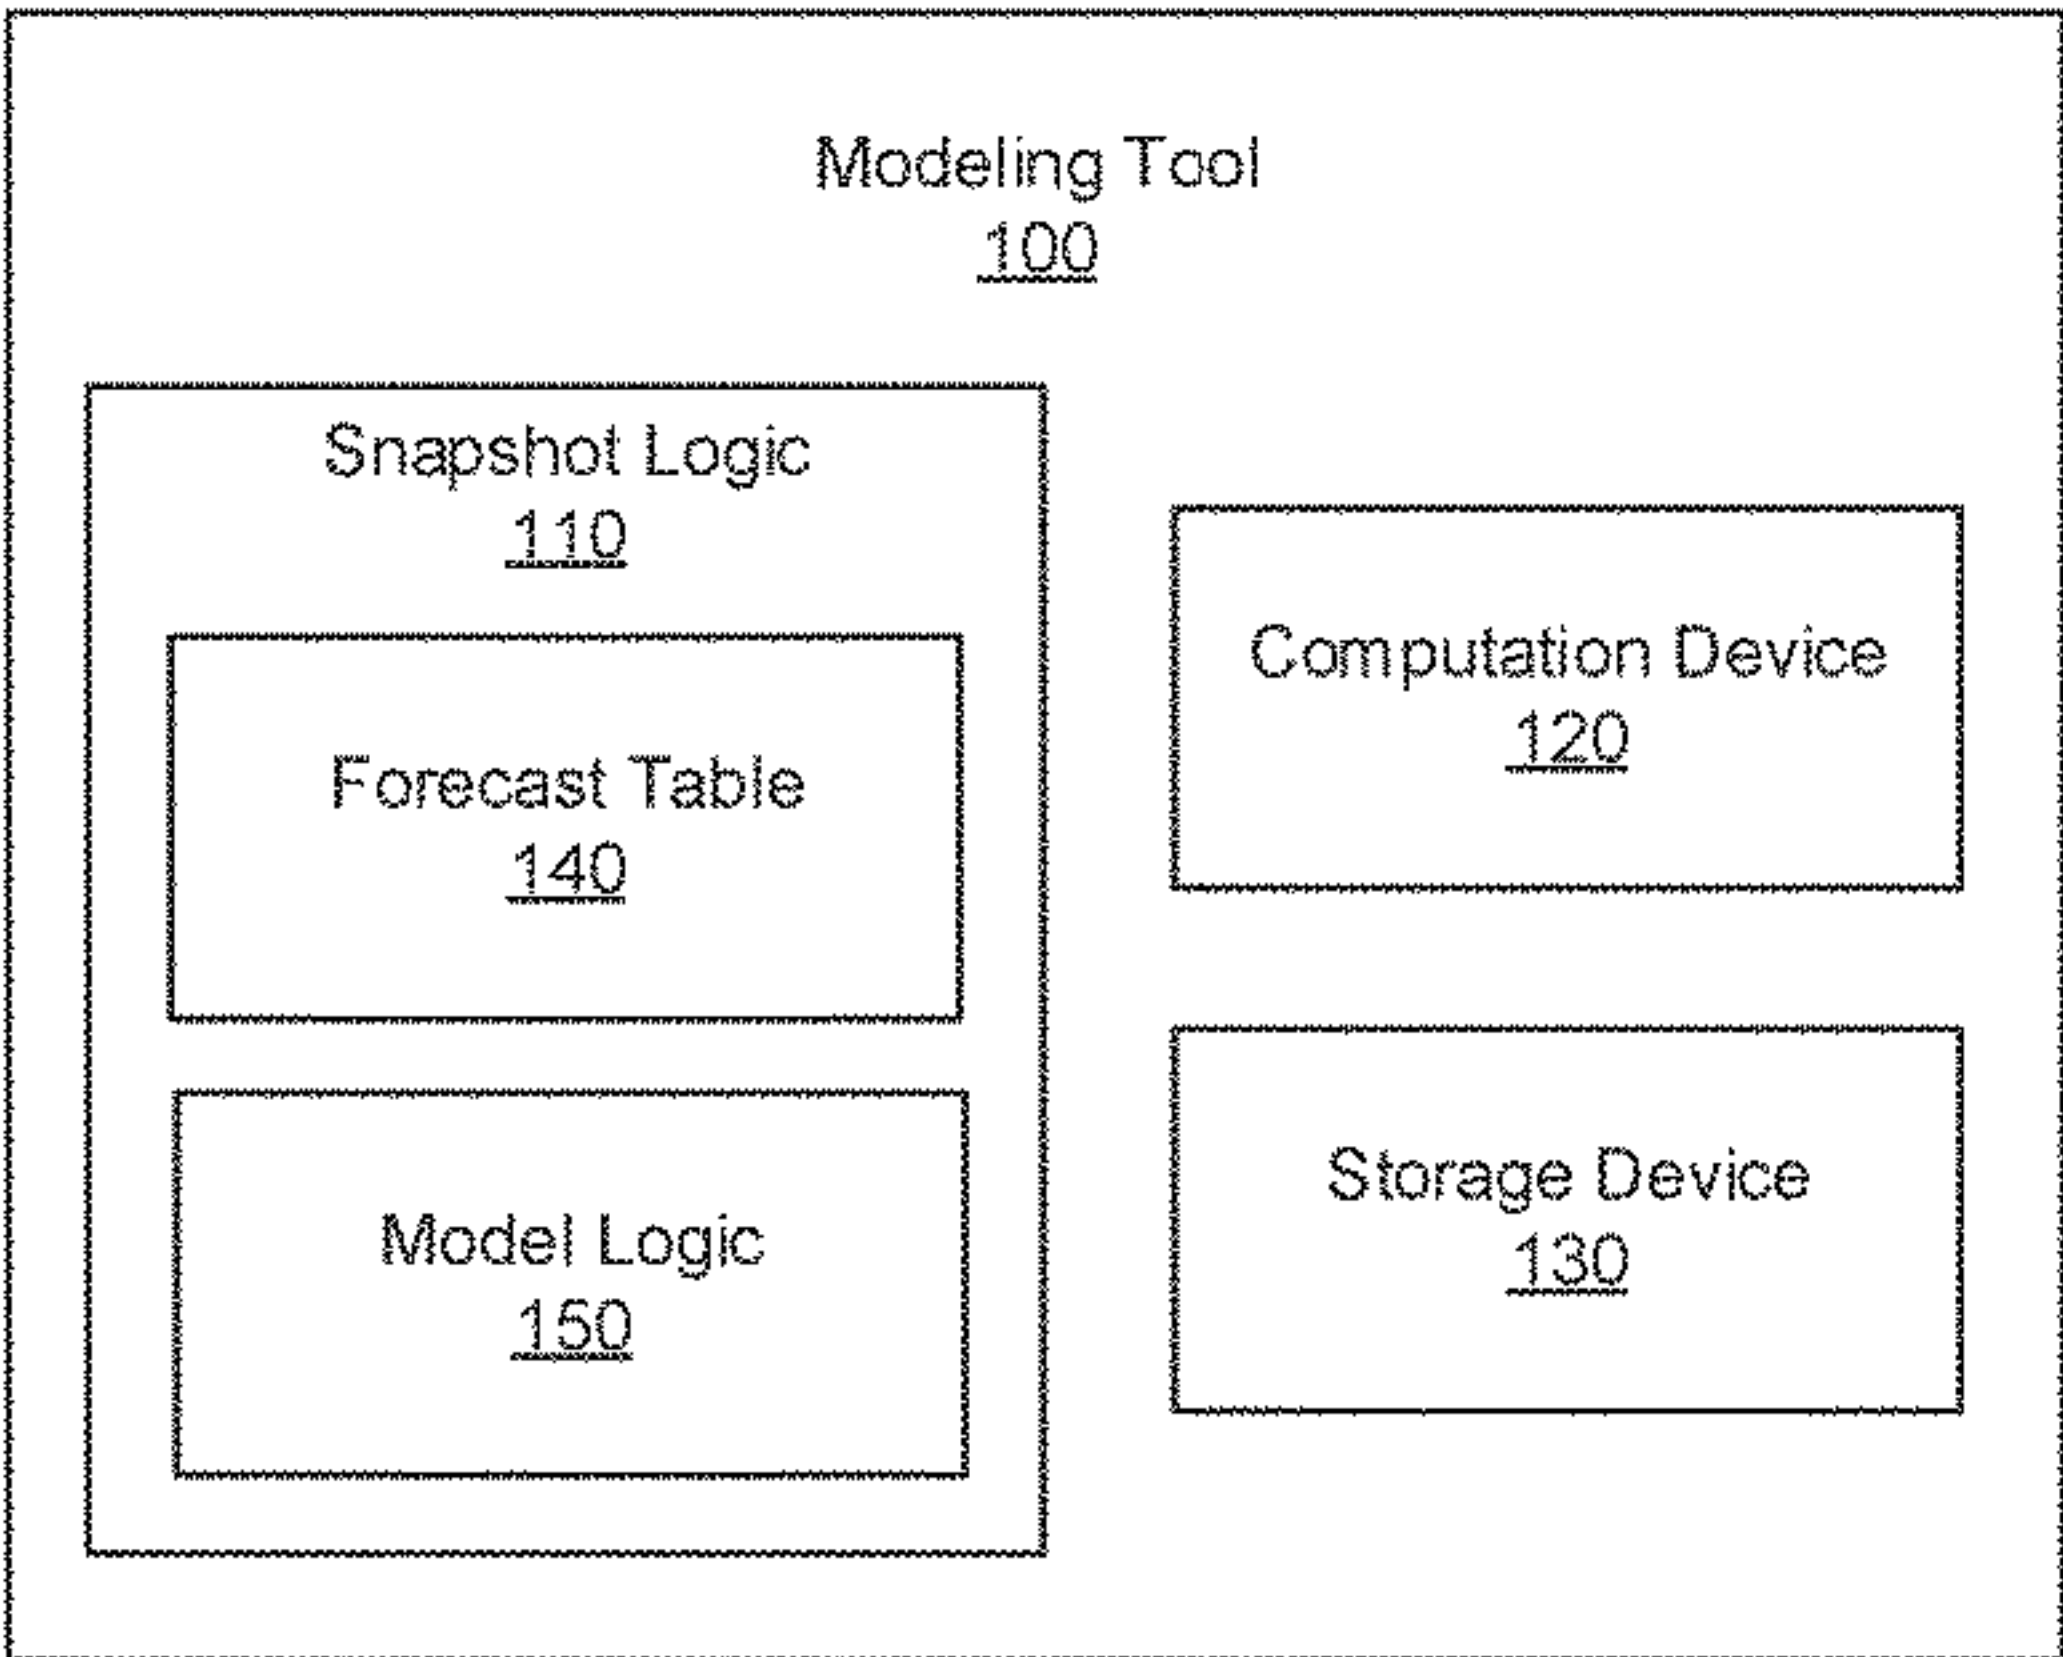 Modeling Tool
100
Snapshot Logic
110
Forecast Table
140
Model Logic
150
Computation Device
120
Storage Device
130